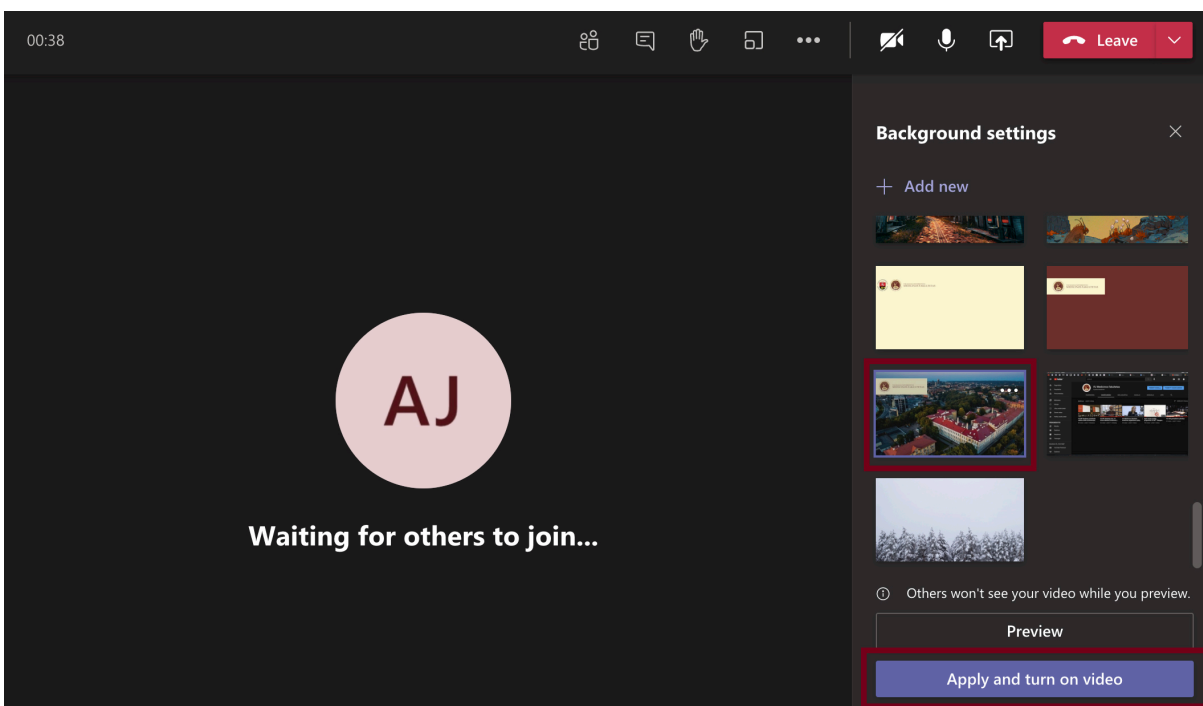 00:38
Leave
Background settings
Add new
AJ
Waiting for others to join...
Others won't see your video while you preview.
Preview
Apply and turn on video